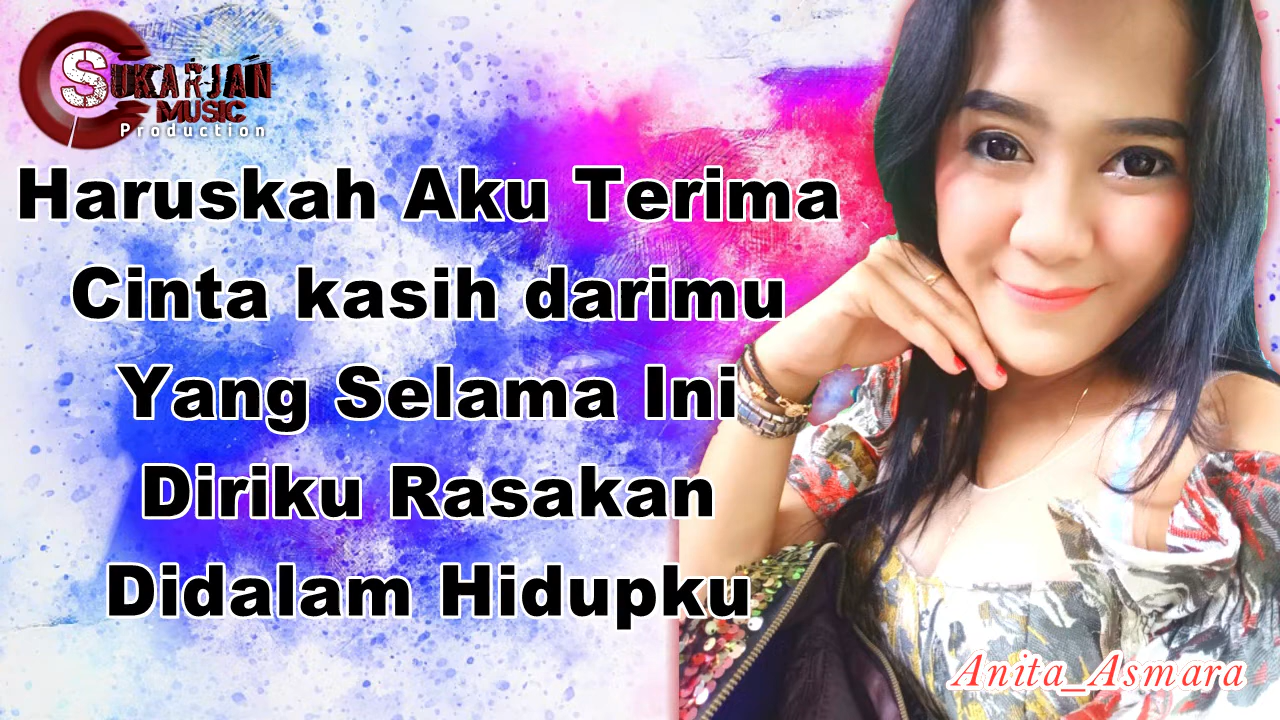 SUKARJAN
MUSIC
Production
Haruskah Aku Terima
Cinta kasih darimu
Yang Selama Ini
Diriku Rasakan
Didalam Hidupku
Anita_Asmara